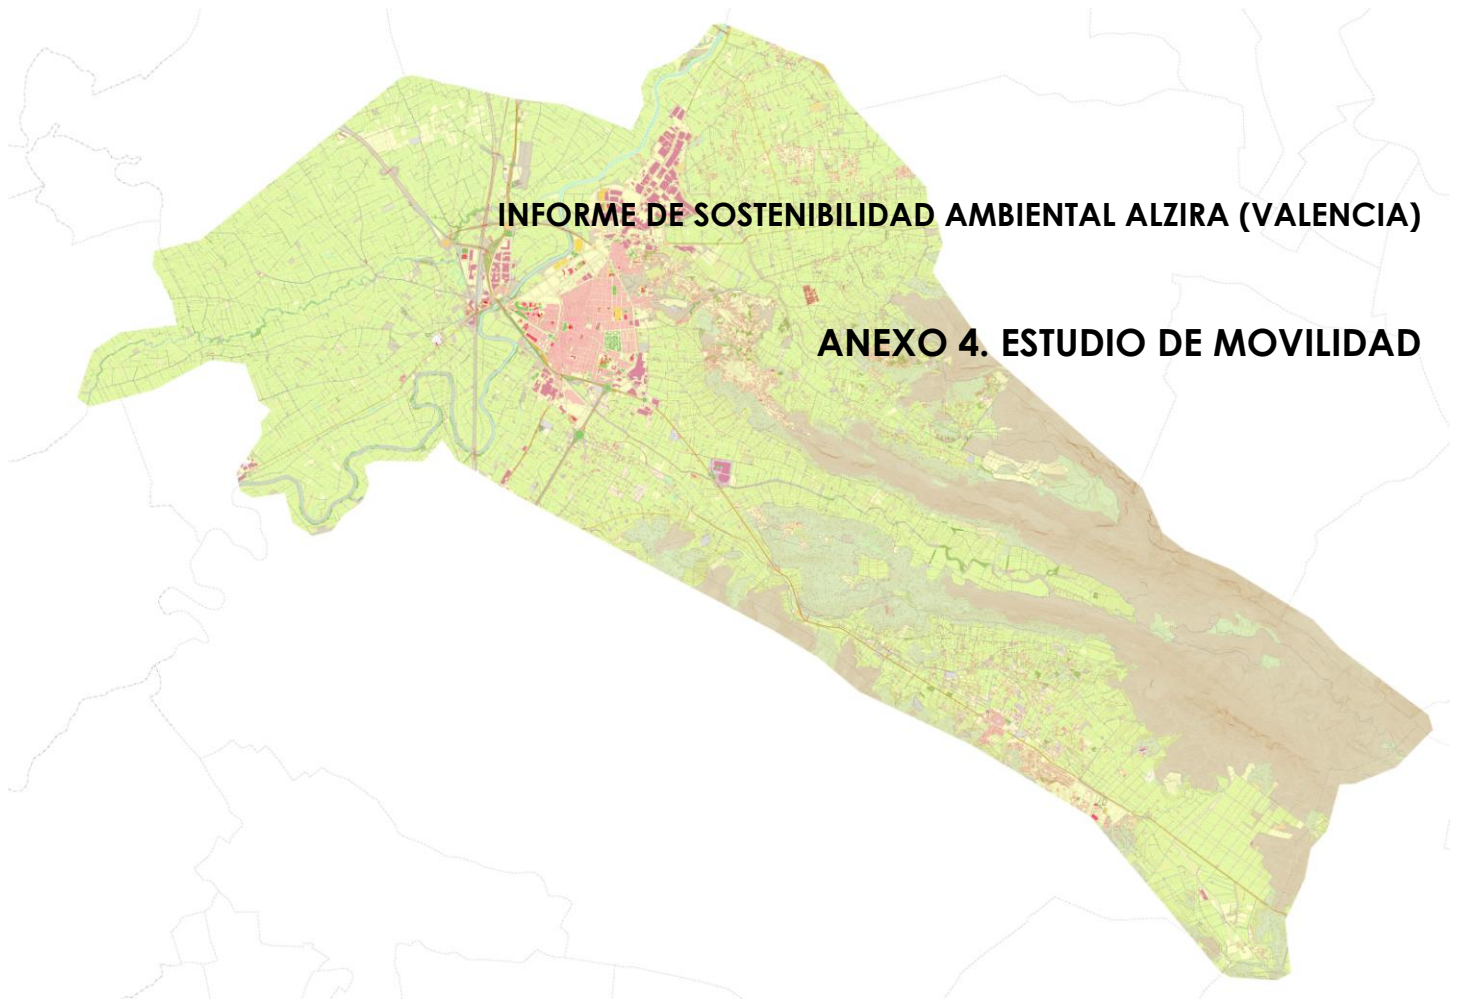 INFORME DE SOSTENIBILIDAD AMBIENTAL ALZIRA (VALENCIA)
ANEXO 4. ESTUDIO DE MOVILIDAD